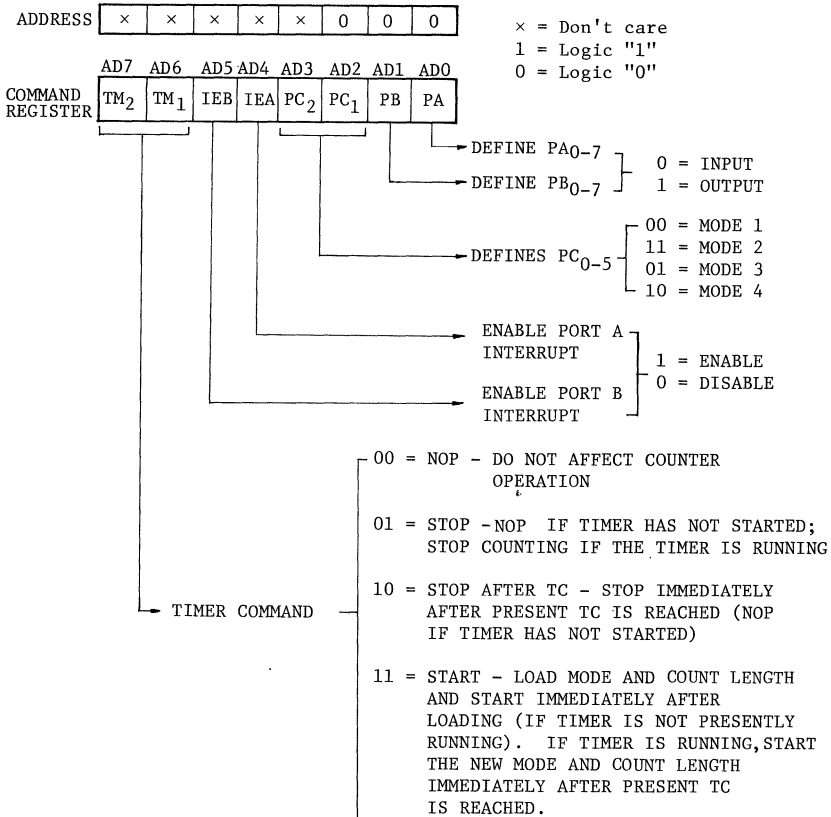 ADDRESS × × × × × 0 0 0
× = Don't care
1 = Logic "1"
0 = Logic "0"
AD7 AD6 AD5 AD4 AD3 AD2 AD1 AD0
COMMAND REGISTER TM2 TM1 IEB IEA PC2 PC1 PB PA
DEFINE PA0-7
DEFINE PB0-7
0 = INPUT
1 = OUTPUT
DEFINES PC0-5
00 = MODE 1
11 = MODE 2
01 = MODE 3
10 = MODE 4
ENABLE PORT A
INTERRUPT
ENABLE PORT B
INTERRUPT
1 = ENABLE
0 = DISABLE
TIMER COMMAND
00 = NOP - DO NOT AFFECT COUNTER
OPERATION
01 = STOP -NOP IF TIMER HAS NOT STARTED;
STOP COUNTING IF THE TIMER IS RUNNING
10 = STOP AFTER TC - STOP IMMEDIATELY
AFTER PRESENT TC IS REACHED (NOP
IF TIMER HAS NOT STARTED)
11 = START - LOAD MODE AND COUNT LENGTH
AND START IMMEDIATELY AFTER
LOADING (IF TIMER IS NOT PRESENTLY
RUNNING). IF TIMER IS RUNNING,START
THE NEW MODE AND COUNT LENGTH
IMMEDIATELY AFTER PRESENT TC
IS REACHED.